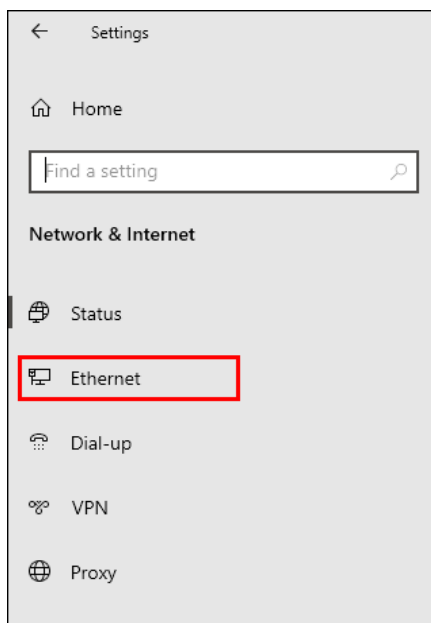 Settings
Home
Find a setting
Network & Internet
Status
Ethernet
Dial-up
VPN
Proxy